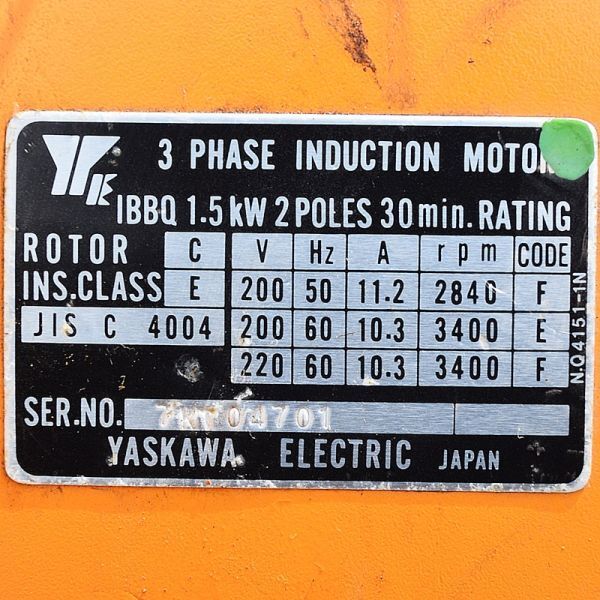 3 PHASE INDUCTION MOTOR
IBBQ 1.5 kW 2 POLES 30 min. RATING
ROTOR C V Hz A rpm CODE
INS.CLASS E 200 50 11.2 2840 F
JIS C 4004 200 60 10.3 3400 E
220 60 10.3 3400 F
N.Q4151-1N
SER.NO.
YASKAWA ELECTRIC JAPAN